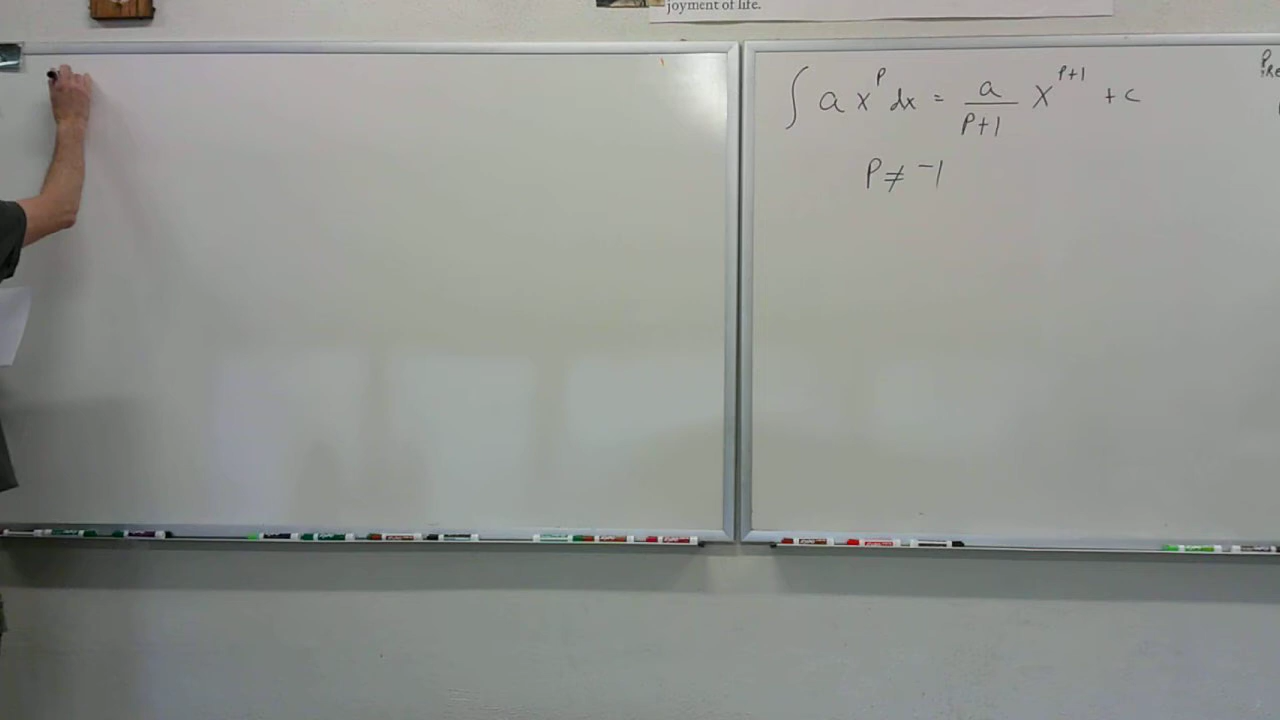 joyment of life.
∫ a x^p dx = a/(p+1) x^(p+1) + c
P ≠ -1